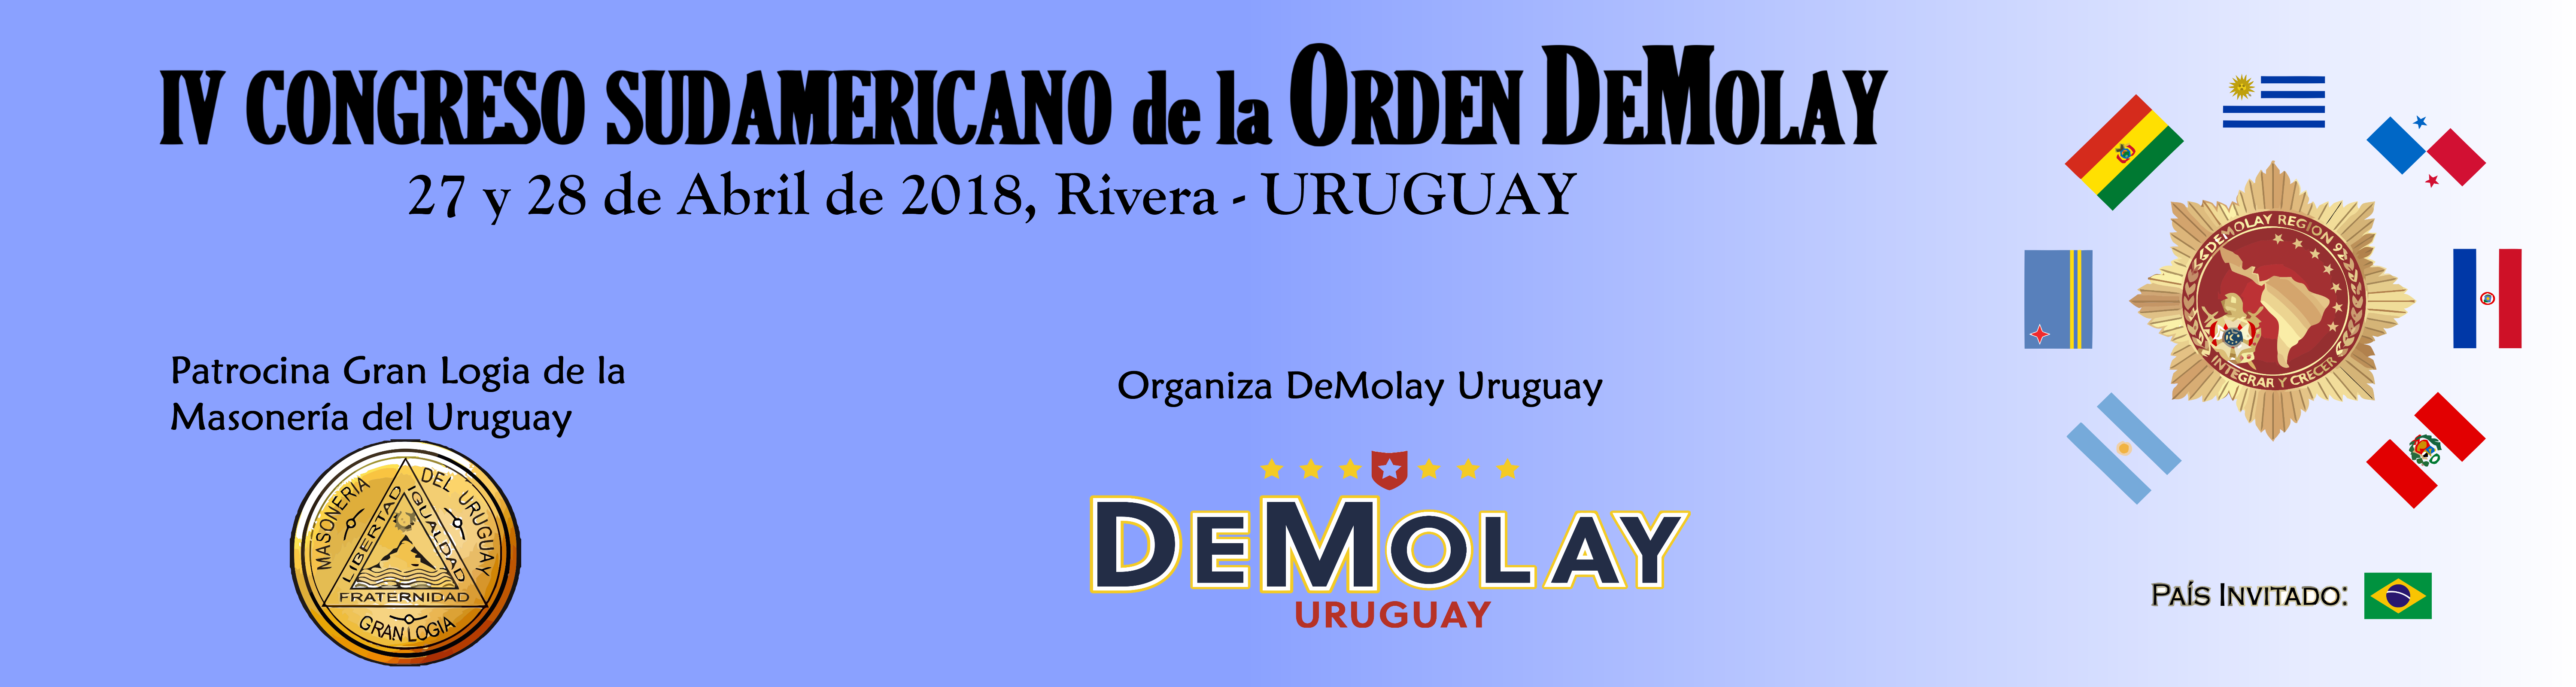 IV CONGRESO SUDAMERICANO de la ORDEN DEMOLAY
27 y 28 de Abril de 2018, Rivera - URUGUAY
Patrocina Gran Logia de la
Masonería del Uruguay
MASONERIA DEL URUGUAY
LIBERTAD IGUALDAD
FRATERNIDAD
GRAN LOGIA
Organiza DeMolay Uruguay
DEMOLAY
URUGUAY
DEMOLAY REGION 92
INTEGRAR Y CRECER
PAÍS INVITADO: